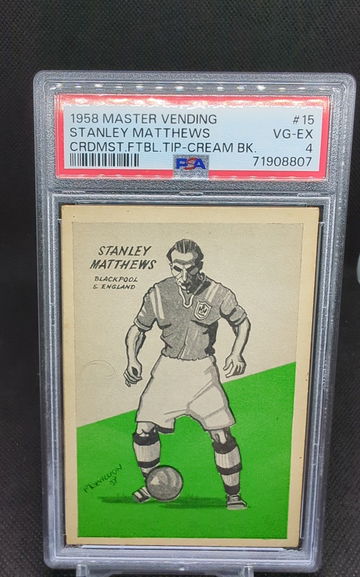 1958 MASTER VENDING #15
STANLEY MATTHEWS VG-EX
CRDMST.FTBL.TIP-CREAM BK. 4
PSA 71908807
STANLEY
MATTHEWS
BLACKPOOL
& ENGLAND